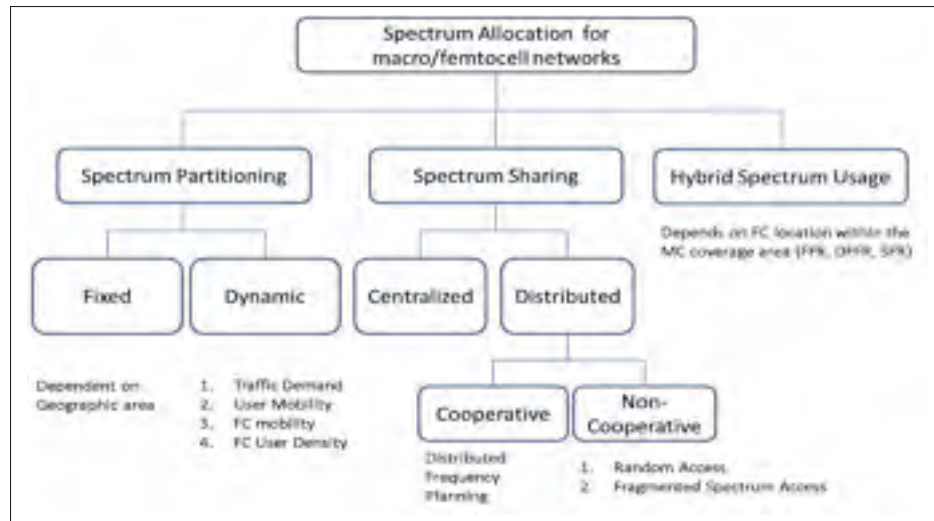 Spectrum Allocation for
macro/femtocell networks
Spectrum Partitioning
Spectrum Sharing
Hybrid Spectrum Usage
Depends on FC location within the
MC coverage area (FFR, DFFR, SFR)
Fixed
Dynamic
Centralized
Distributed
Dependent on
Geographic area
1. Traffic Demand
2. User Mobility
3. FC mobility
4. FC User Density
Cooperative
Non-
Cooperative
Distributed
Frequency
Planning
1. Random Access
2. Fragmented Spectrum Access